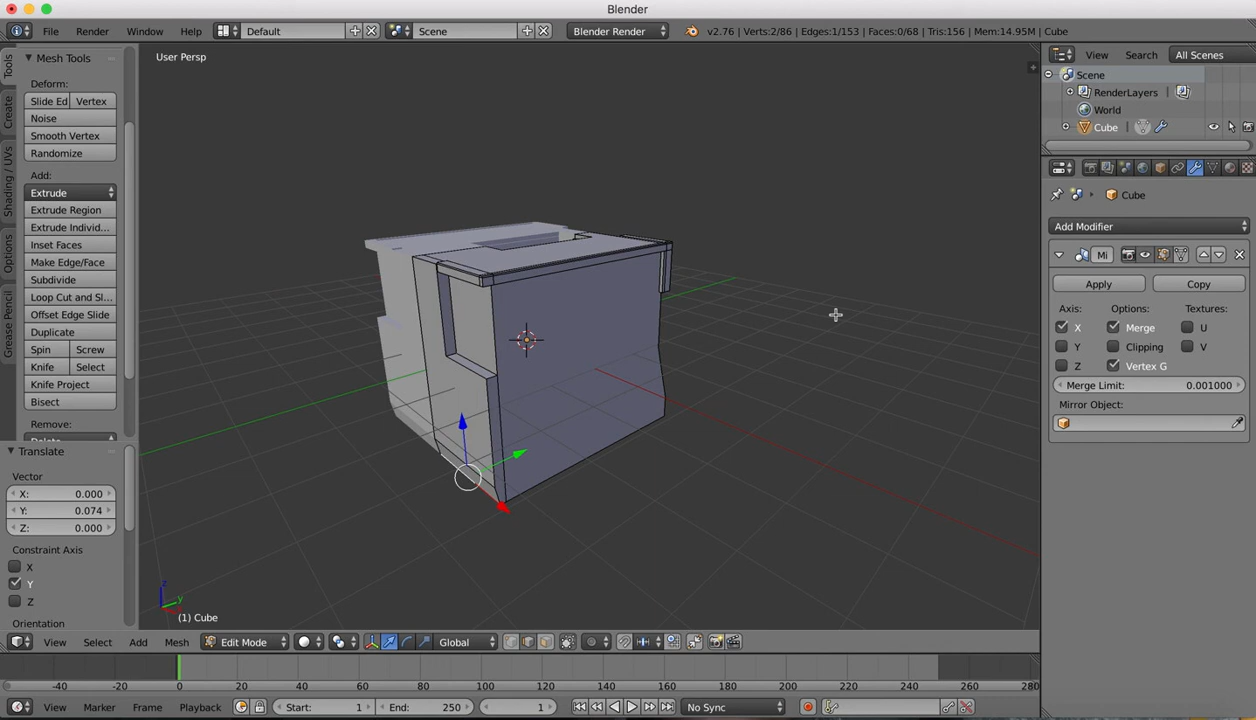 Blender
File Render Window Help Default Scene Blender Render v2.76 | Verts:2/86 | Edges:1/153 | Faces:0/68 | Tris:156 | Mem:14.95M | Cube
Tools
Create
Shading / UVs
Options
Grease Pencil
Mesh Tools
Deform:
Slide Ed Vertex
Noise
Smooth Vertex
Randomize
Add:
Extrude
Extrude Region
Extrude Individ...
Inset Faces
Make Edge/Face
Subdivide
Loop Cut and Sl...
Offset Edge Slide
Duplicate
Spin Screw
Knife Select
Knife Project
Bisect
Remove:
Translate
Vector
X: 0.000
Y: 0.074
Z: 0.000
Constraint Axis
X
Y
Z
Orientation
User Persp
z
y
(1) Cube
View Select Add Mesh Edit Mode Global
View Search All Scenes
Scene
RenderLayers |
World
Cube |
Cube
Add Modifier
Mi
Apply Copy
Axis: Options: Textures:
X Merge U
Y Clipping V
Z Vertex G
Merge Limit: 0.001000
Mirror Object:
-40 -20 0 20 40 60 80 100 120 140 160 180 200 220 240 260 280
View Marker Frame Playback Start: 1 End: 250 1 No Sync